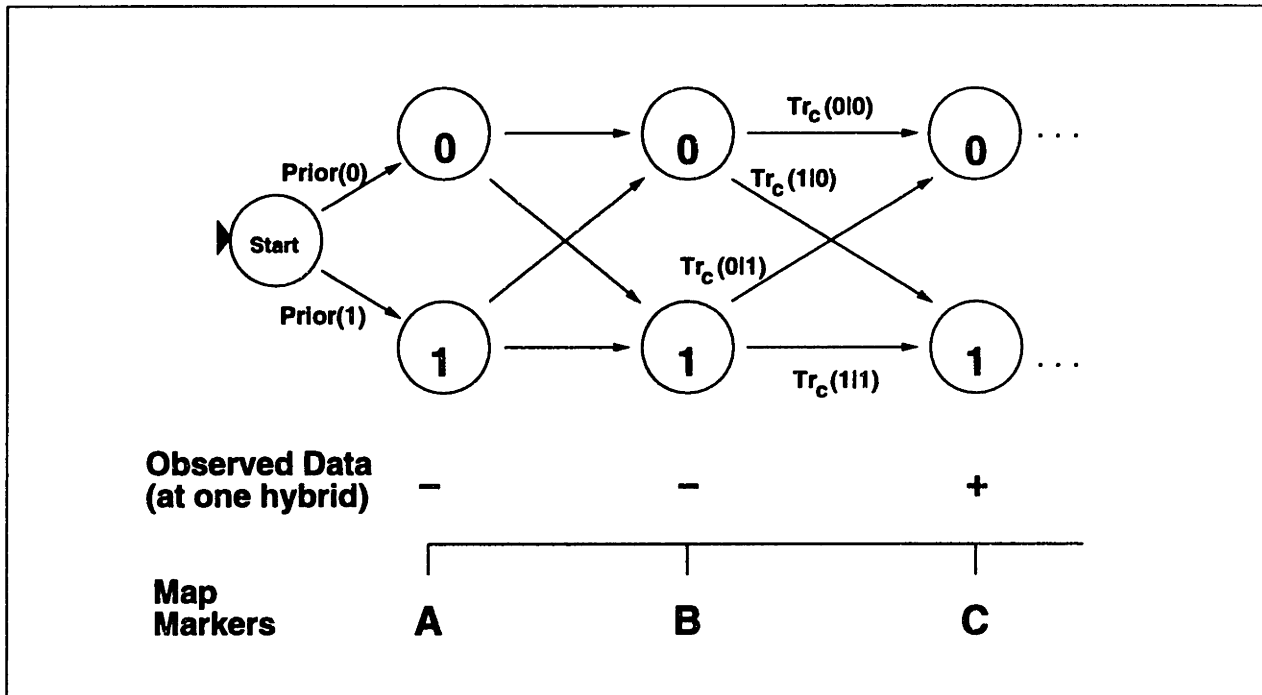 Tr_c(0|0)
0 0 0 . . .
Prior(0)
Tr_c(1|0)
Start
Tr_c(0|1)
Prior(1)
1 1 1 . . .
Tr_c(1|1)
Observed Data
(at one hybrid) − − +
Map
Markers A B C